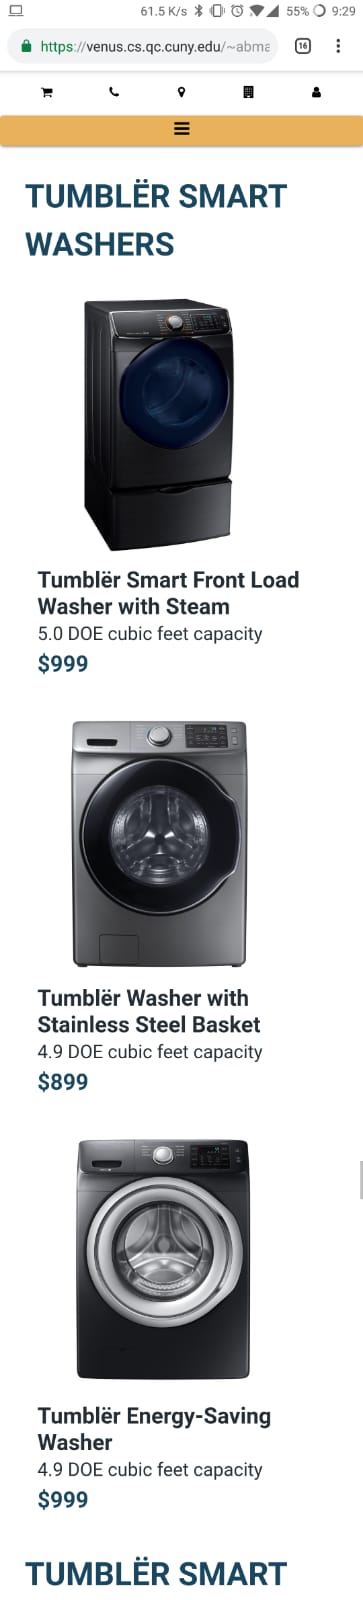 61.5 K/s 55% 9:29
https://venus.cs.qc.cuny.edu/~abma
16
TUMBLËR SMART
WASHERS
Tumblër Smart Front Load
Washer with Steam
5.0 DOE cubic feet capacity
$999
Tumblër Washer with
Stainless Steel Basket
4.9 DOE cubic feet capacity
$899
Tumblër Energy-Saving
Washer
4.9 DOE cubic feet capacity
$999
TUMBLËR SMART